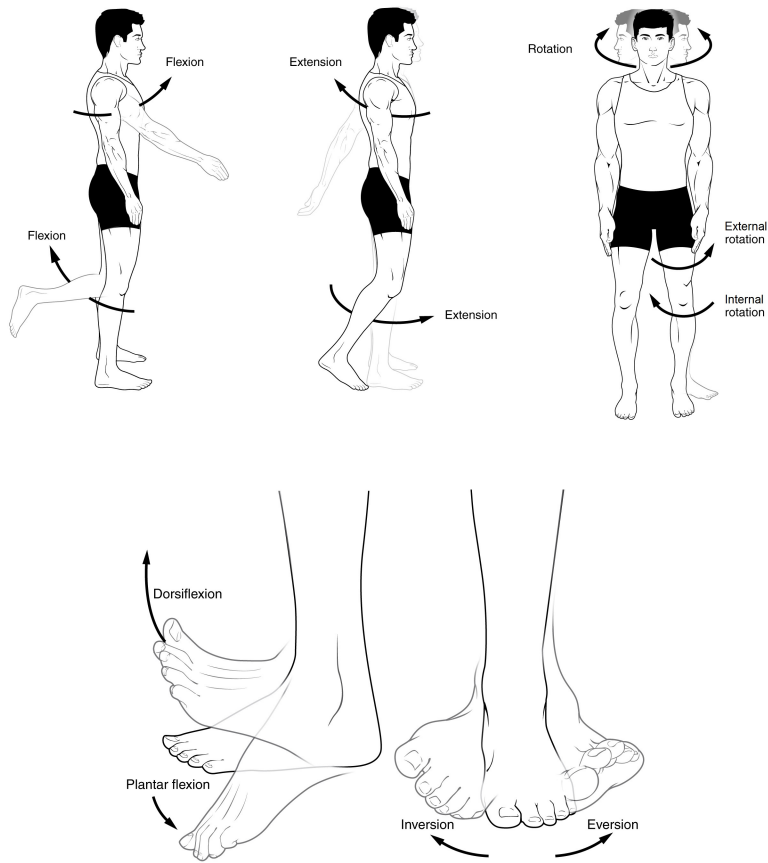 Flexion
Extension
Rotation
Flexion
External
rotation
Internal
rotation
Extension
Dorsiflexion
Plantar flexion
Inversion
Eversion